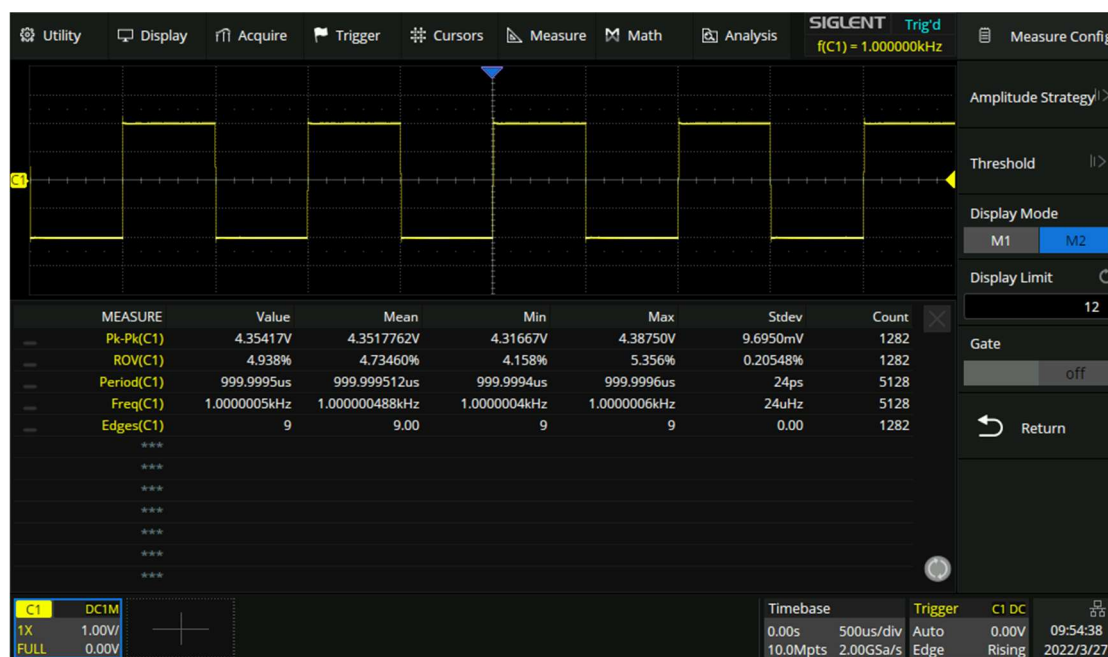 Utility Display Acquire Trigger Cursors Measure Math Analysis
SIGLENT Trig'd
f(C1) = 1.000000kHz
Measure Config
Amplitude Strategy
Threshold
Display Mode
M1 M2
Display Limit
12
Gate
off
Return
C1
MEASURE Value Mean Min Max Stdev Count
Pk-Pk(C1) 4.35417V 4.3517762V 4.31667V 4.38750V 9.6950mV 1282
ROV(C1) 4.938% 4.73460% 4.158% 5.356% 0.20548% 1282
Period(C1) 999.9995us 999.999512us 999.9994us 999.9996us 24ps 5128
Freq(C1) 1.0000005kHz 1.000000488kHz 1.0000004kHz 1.0000006kHz 24uHz 5128
Edges(C1) 9 9.00 9 9 0.00 1282
***
***
***
***
***
***
***
C1 DC1M
1X 1.00V/
FULL 0.00V
Timebase
0.00s 500us/div
10.0Mpts 2.00GSa/s
Trigger C1 DC
Auto 0.00V
Edge Rising
09:54:38
2022/3/27